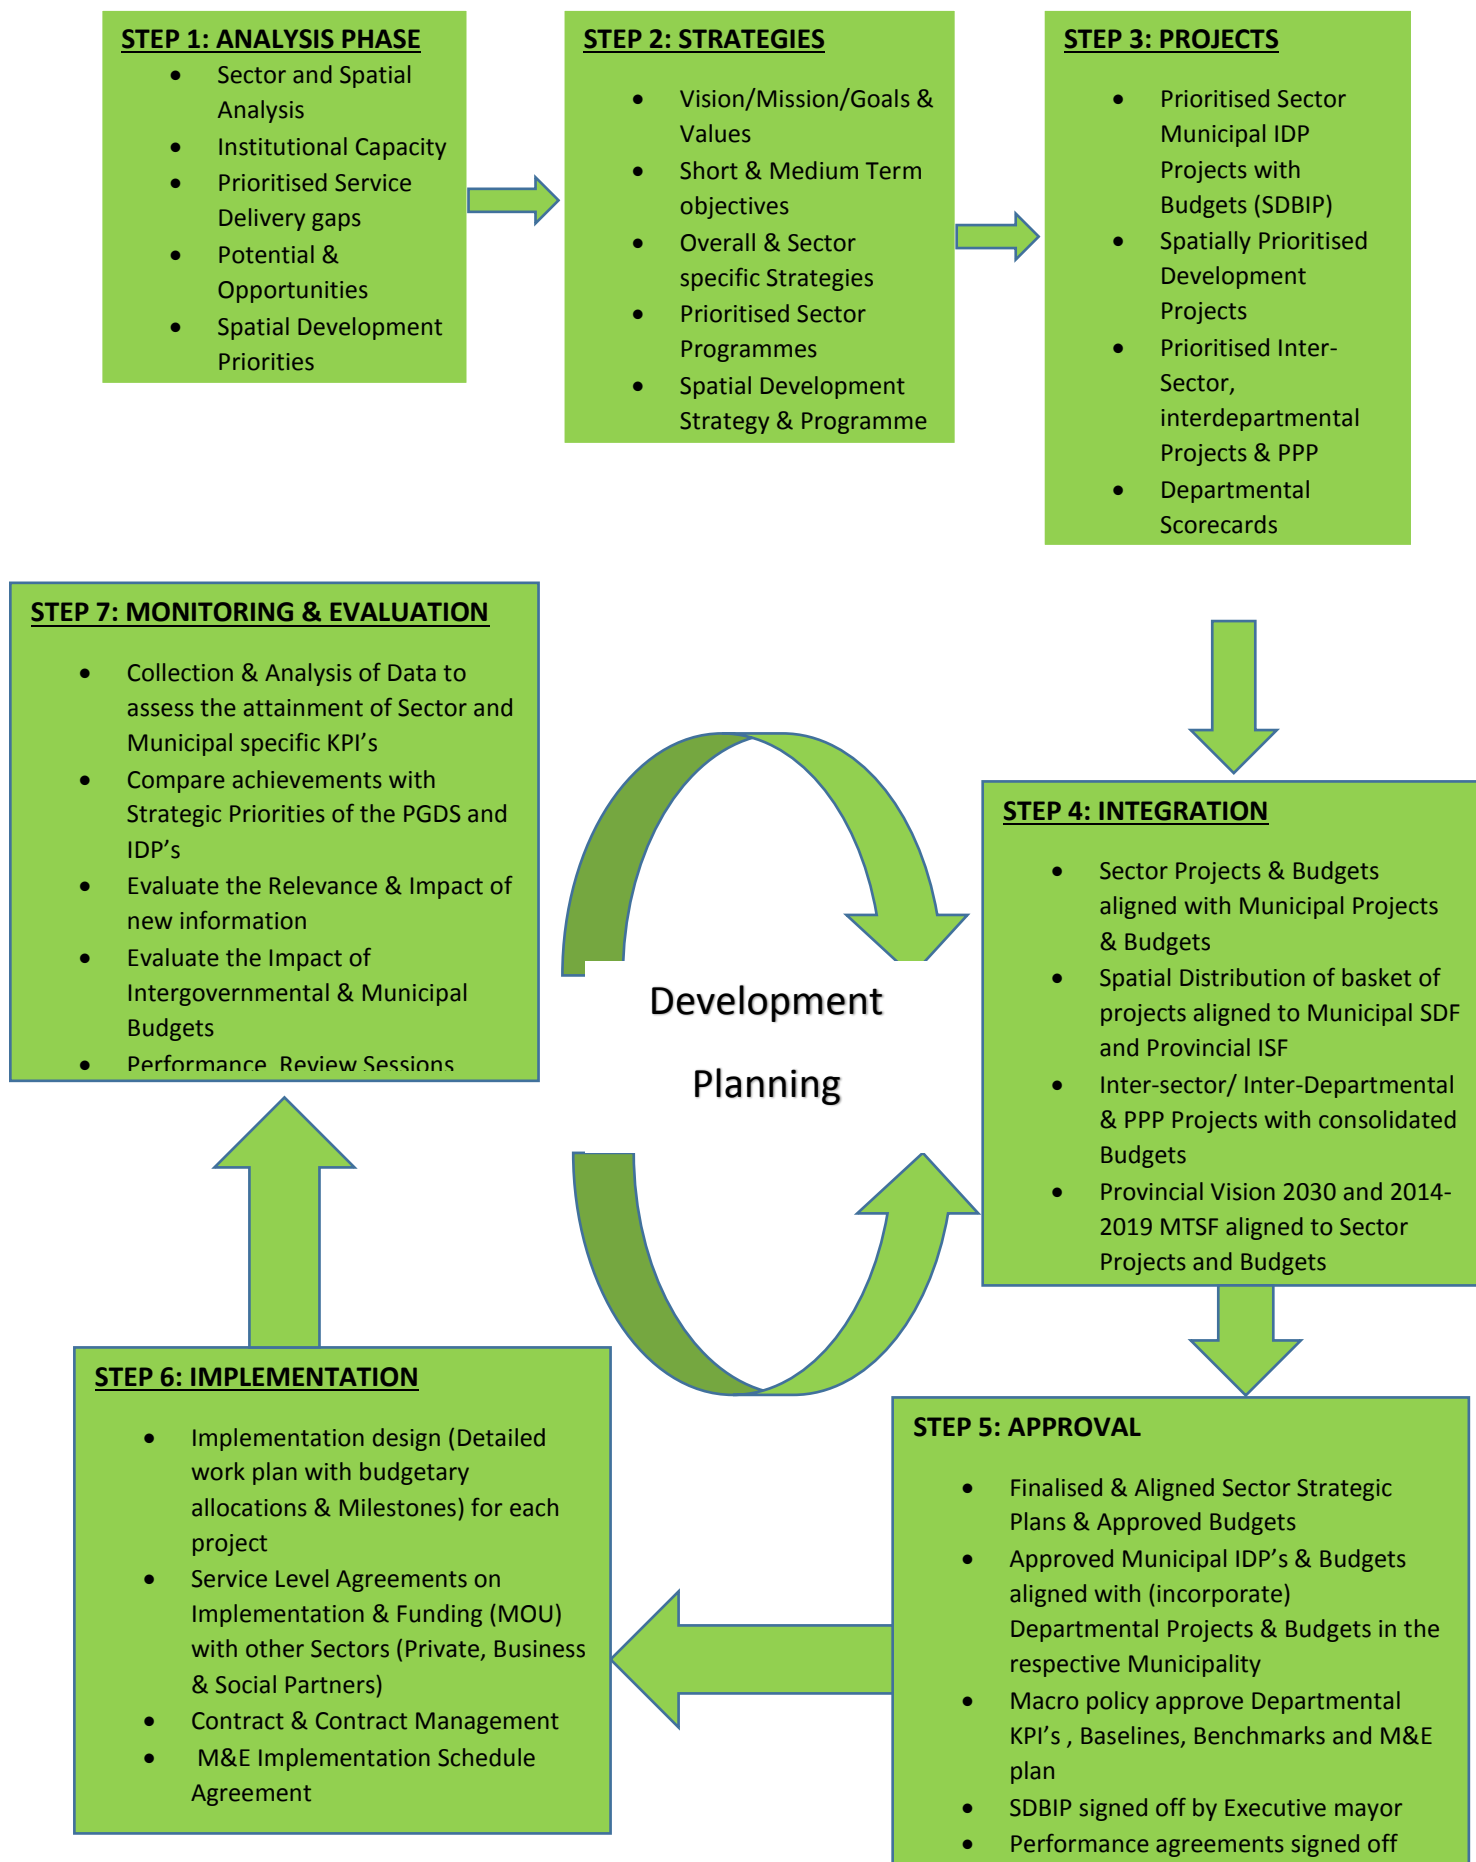 STEP 1: ANALYSIS PHASE
• Sector and Spatial
Analysis
• Institutional Capacity
• Prioritised Service
Delivery gaps
• Potential &
Opportunities
• Spatial Development
Priorities
STEP 2: STRATEGIES
• Vision/Mission/Goals &
Values
• Short & Medium Term
objectives
• Overall & Sector
specific Strategies
• Prioritised Sector
Programmes
• Spatial Development
Strategy & Programme
STEP 3: PROJECTS
• Prioritised Sector
Municipal IDP
Projects with
Budgets (SDBIP)
• Spatially Prioritised
Development
Projects
• Prioritised Inter-
Sector,
interdepartmental
Projects & PPP
• Departmental
Scorecards
STEP 7: MONITORING & EVALUATION
• Collection & Analysis of Data to
assess the attainment of Sector and
Municipal specific KPI’s
• Compare achievements with
Strategic Priorities of the PGDS and
IDP’s
• Evaluate the Relevance & Impact of
new information
• Evaluate the Impact of
Intergovernmental & Municipal
Budgets
• Performance Review Sessions
Development
Planning
STEP 4: INTEGRATION
• Sector Projects & Budgets
aligned with Municipal Projects
& Budgets
• Spatial Distribution of basket of
projects aligned to Municipal SDF
and Provincial ISF
• Inter-sector/ Inter-Departmental
& PPP Projects with consolidated
Budgets
• Provincial Vision 2030 and 2014-
2019 MTSF aligned to Sector
Projects and Budgets
STEP 6: IMPLEMENTATION
• Implementation design (Detailed
work plan with budgetary
allocations & Milestones) for each
project
• Service Level Agreements on
Implementation & Funding (MOU)
with other Sectors (Private, Business
& Social Partners)
• Contract & Contract Management
• M&E Implementation Schedule
Agreement
STEP 5: APPROVAL
• Finalised & Aligned Sector Strategic
Plans & Approved Budgets
• Approved Municipal IDP’s & Budgets
aligned with (incorporate)
Departmental Projects & Budgets in the
respective Municipality
• Macro policy approve Departmental
KPI’s , Baselines, Benchmarks and M&E
plan
• SDBIP signed off by Executive mayor
• Performance agreements signed off